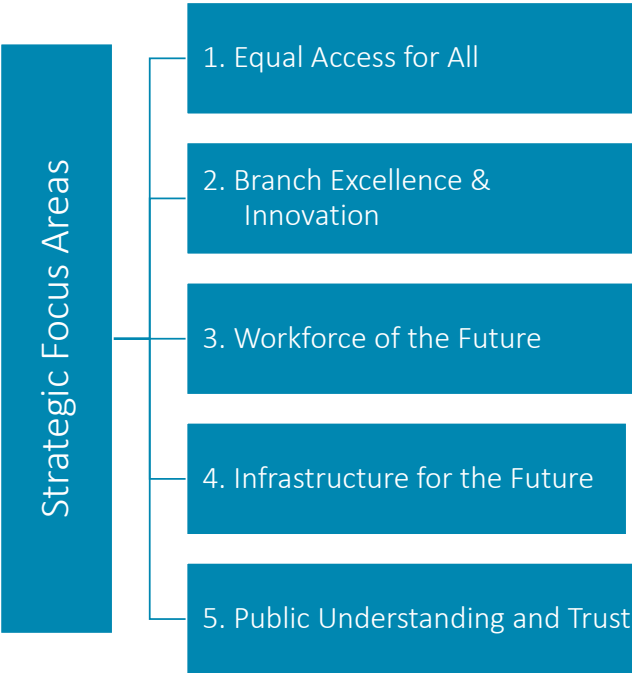 Strategic Focus Areas
1. Equal Access for All
2. Branch Excellence &
Innovation
3. Workforce of the Future
4. Infrastructure for the Future
5. Public Understanding and Trust